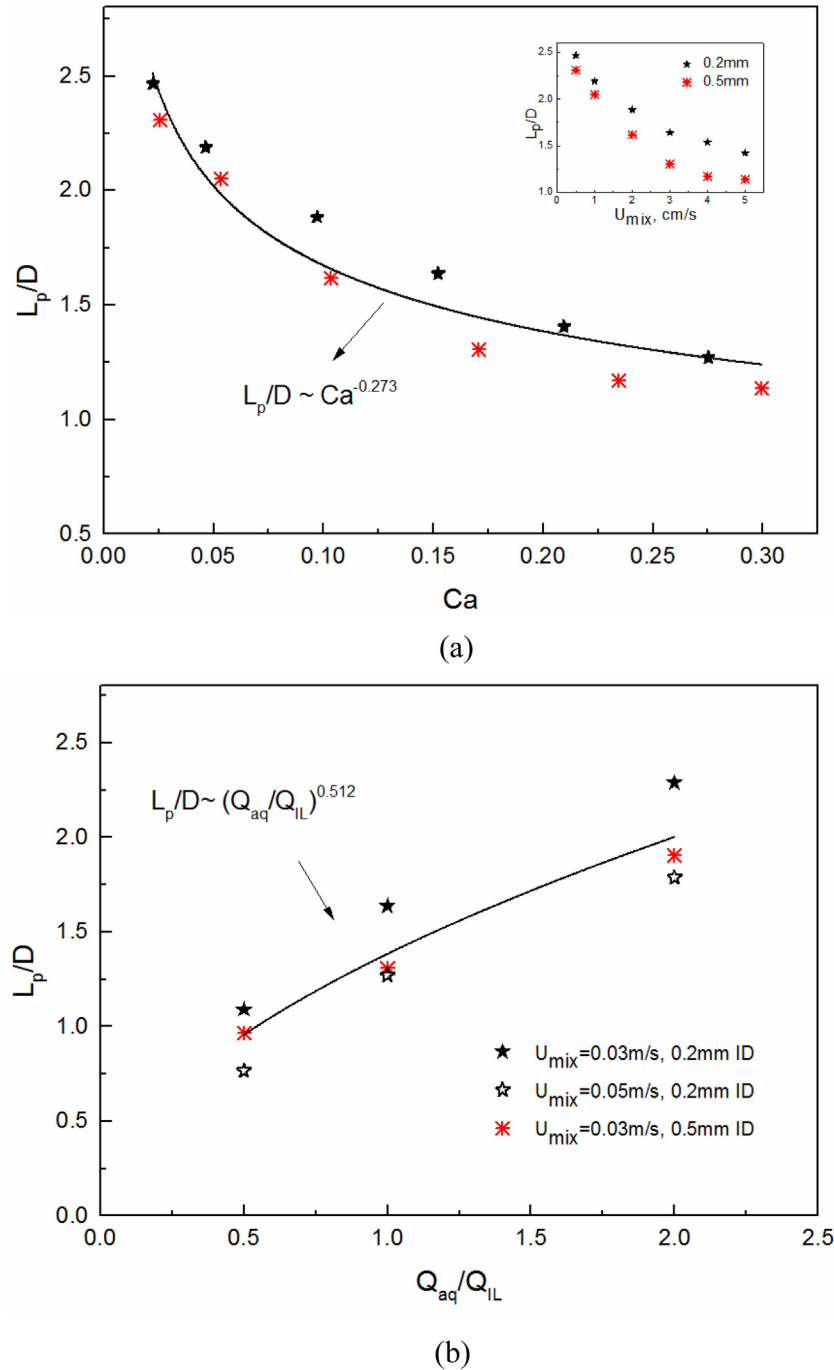 2.5
2.0
1.5
1.0
0.5
0.00
0.05
0.10
0.15
0.20
0.25
0.30
Lp/D
Ca
Lp/D ~ Ca-0.273
2.5
2.0
1.5
1.0
0
1
2
3
4
5
Lp/D
Umix, cm/s
0.2mm
0.5mm
(a)
2.5
2.0
1.5
1.0
0.5
0.0
0.0
0.5
1.0
1.5
2.0
2.5
Lp/D
Qaq/QIL
Lp/D~ (Qaq/QIL)0.512
Umix=0.03m/s, 0.2mm ID
Umix=0.05m/s, 0.2mm ID
Umix=0.03m/s, 0.5mm ID
(b)